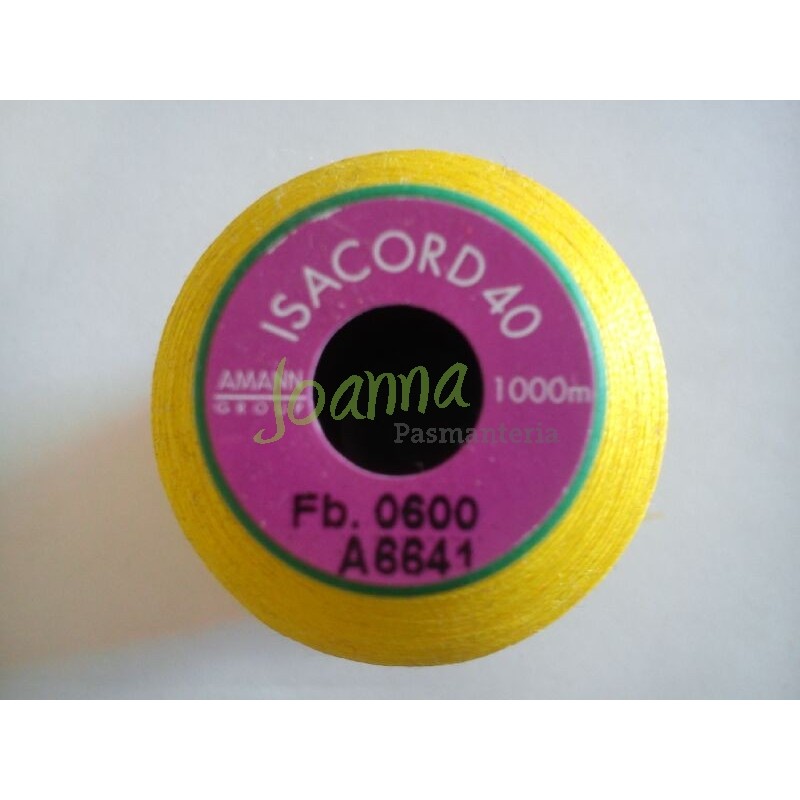 ISACORD 40
AMANN
GROUP
1000m
Joanna
Pasmanteria
Fb. 0600
A6641